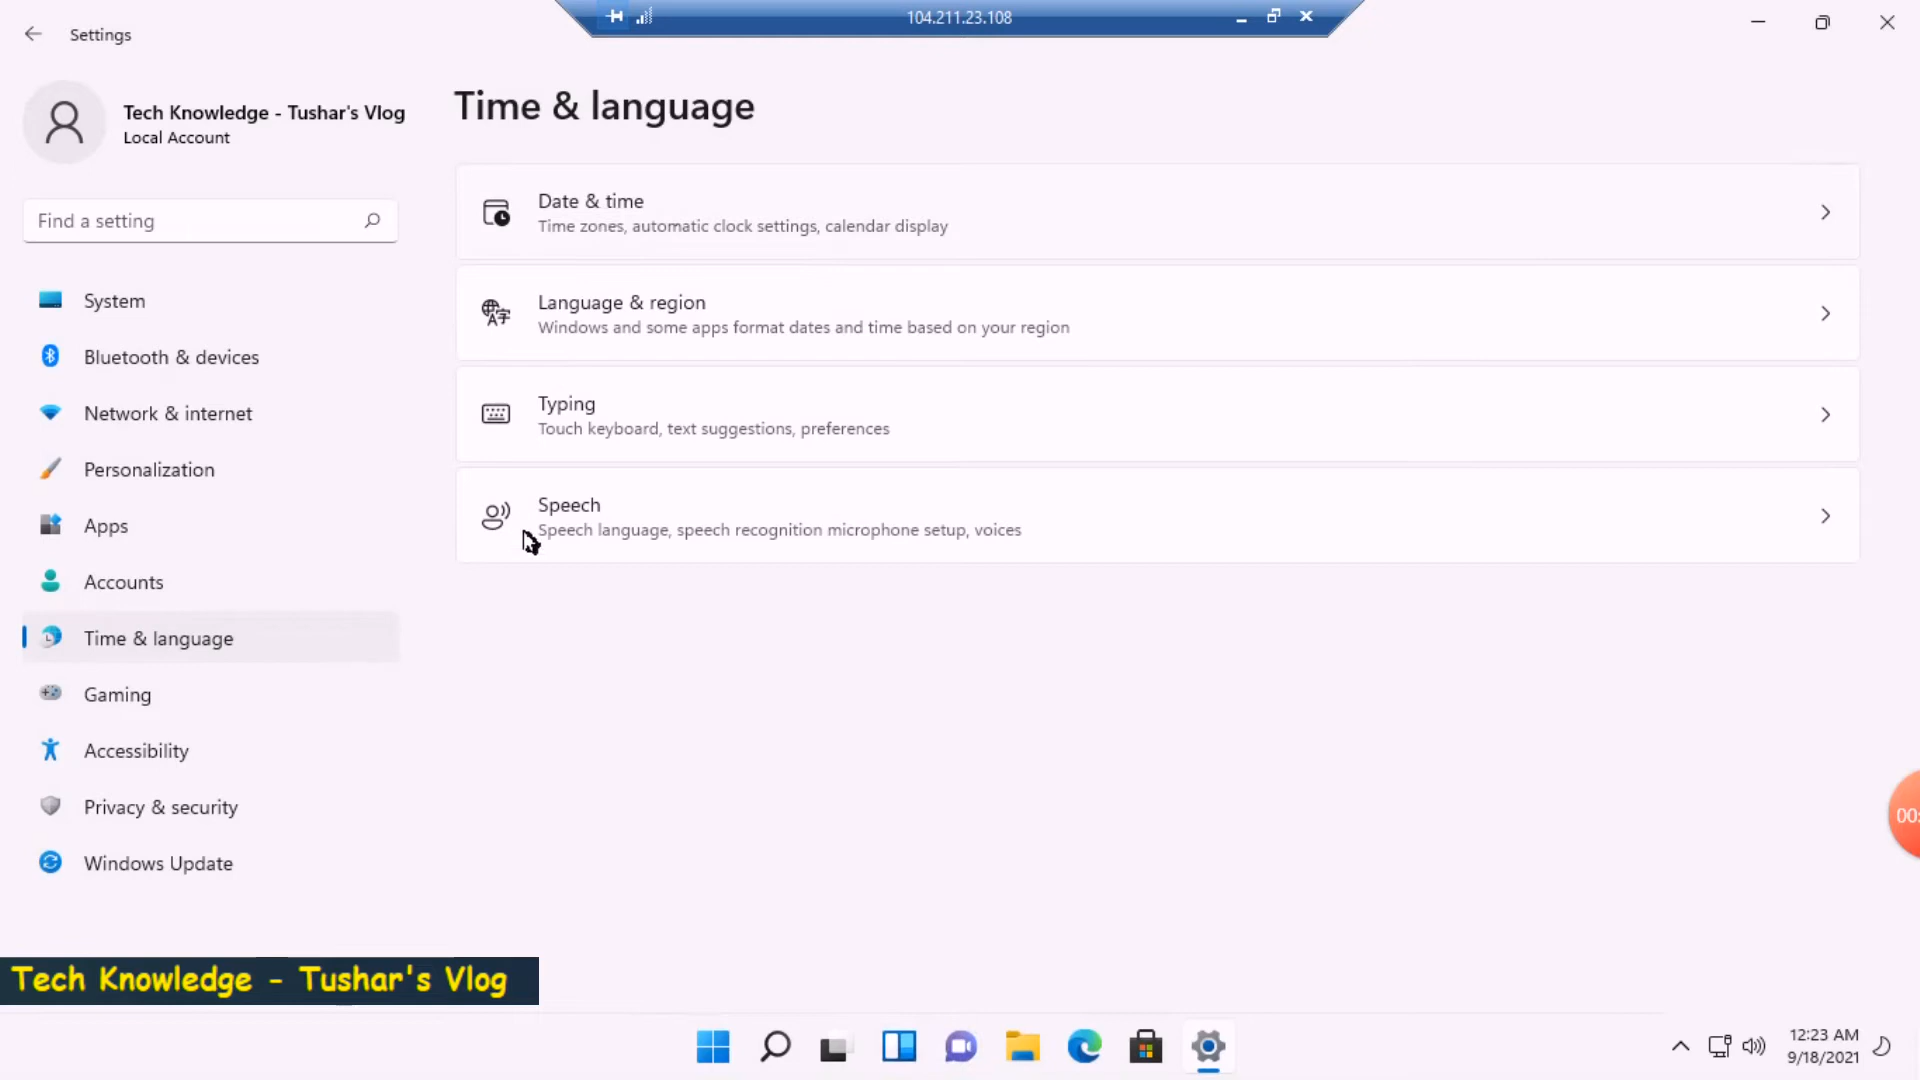 104.211.23.108
Settings
Tech Knowledge - Tushar's Vlog
Local Account
Find a setting
System
Bluetooth & devices
Network & internet
Personalization
Apps
Accounts
Time & language
Gaming
Accessibility
Privacy & security
Windows Update
Time & language
Date & time
Time zones, automatic clock settings, calendar display
Language & region
Windows and some apps format dates and time based on your region
Typing
Touch keyboard, text suggestions, preferences
Speech
Speech language, speech recognition microphone setup, voices
00:
Tech Knowledge - Tushar's Vlog
12:23 AM
9/18/2021